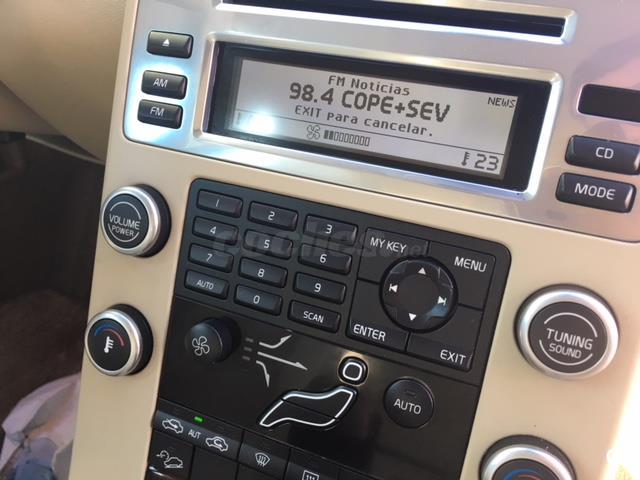 AM
FM
FM Noticias
98.4 COPE+SEV
NEWS
EXIT para cancelar.
23
CD
MODE
VOLUME
POWER
1
2
3
4
5
6
7
8
9
AUTO
0
SCAN
MY KEY
MENU
ENTER
EXIT
TUNING
SOUND
AUTO
AUT
coches.net